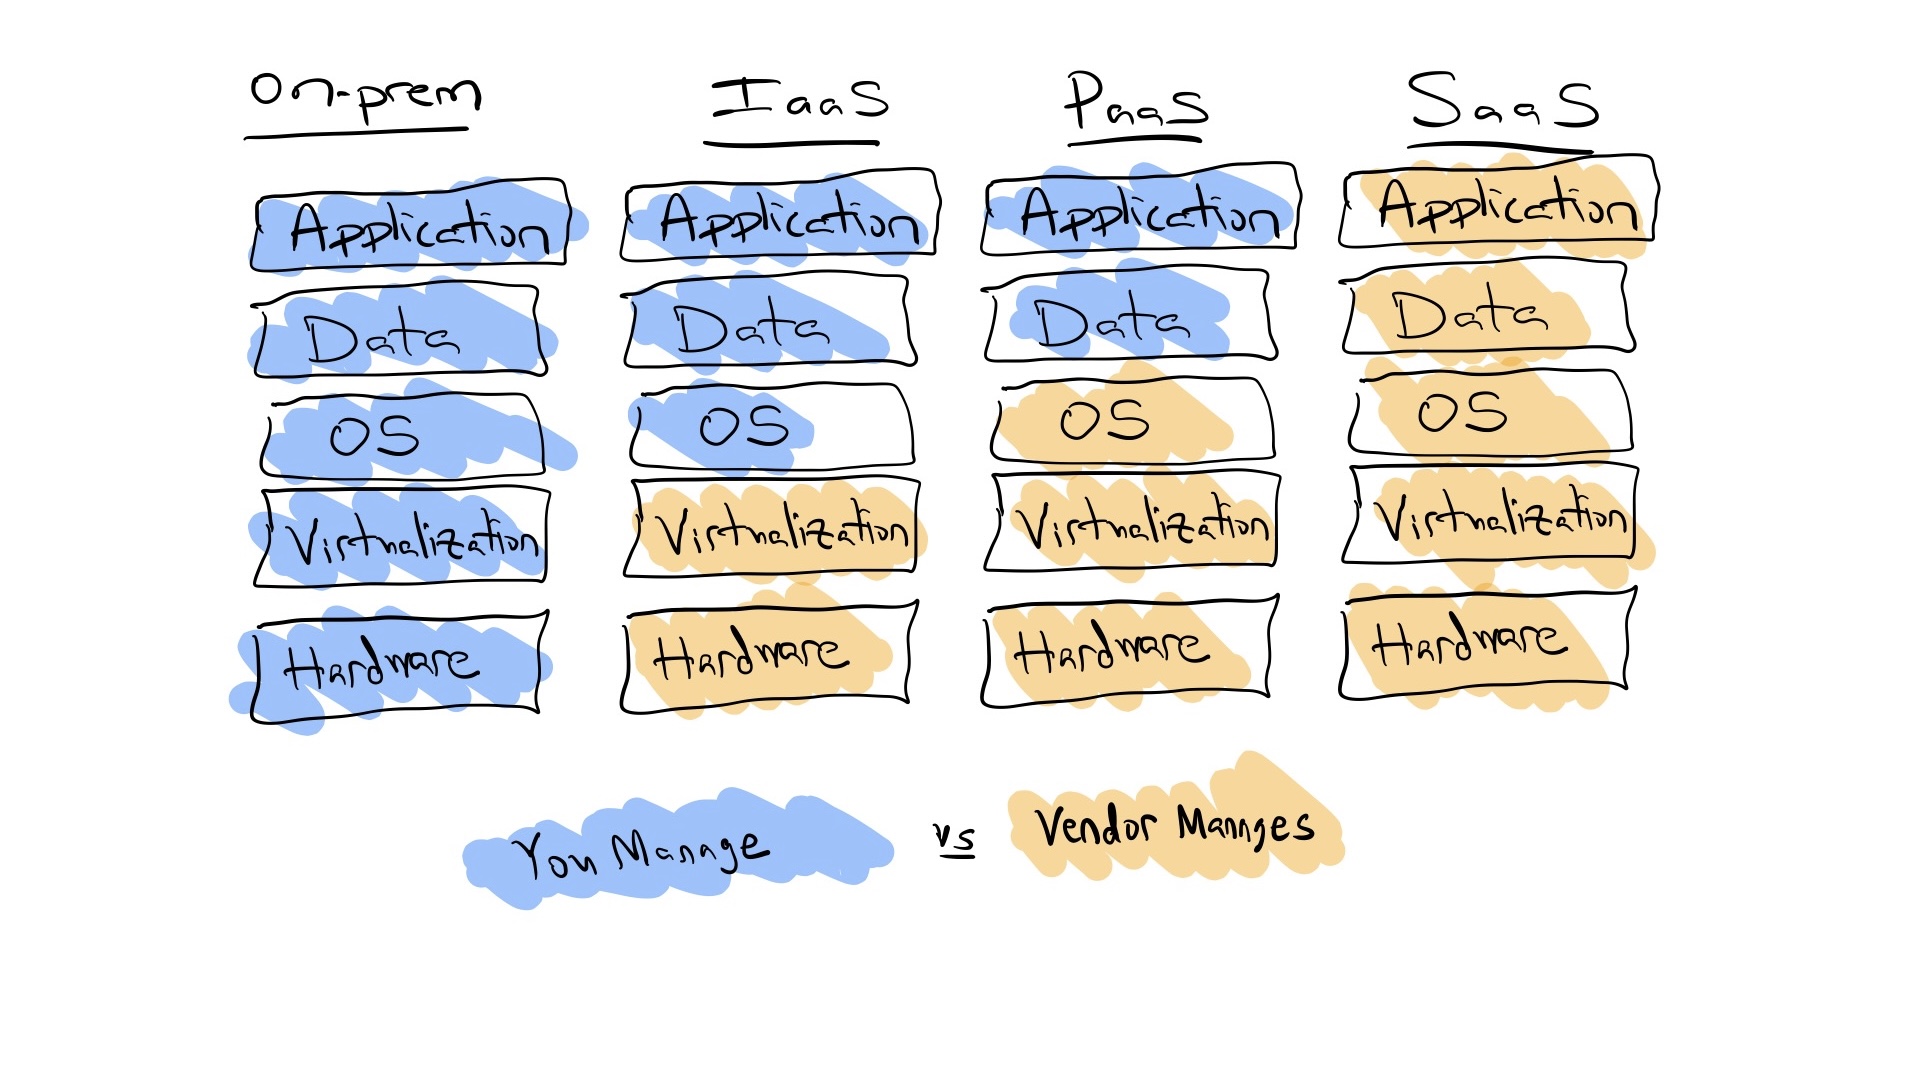 On-prem IaaS PaaS SaaS
Application Application Application Application
Data Data Data Data
OS OS OS OS
Virtualization Virtualization Virtualization Virtualization
Hardware Hardware Hardware Hardware
You Manage vs Vendor Manages